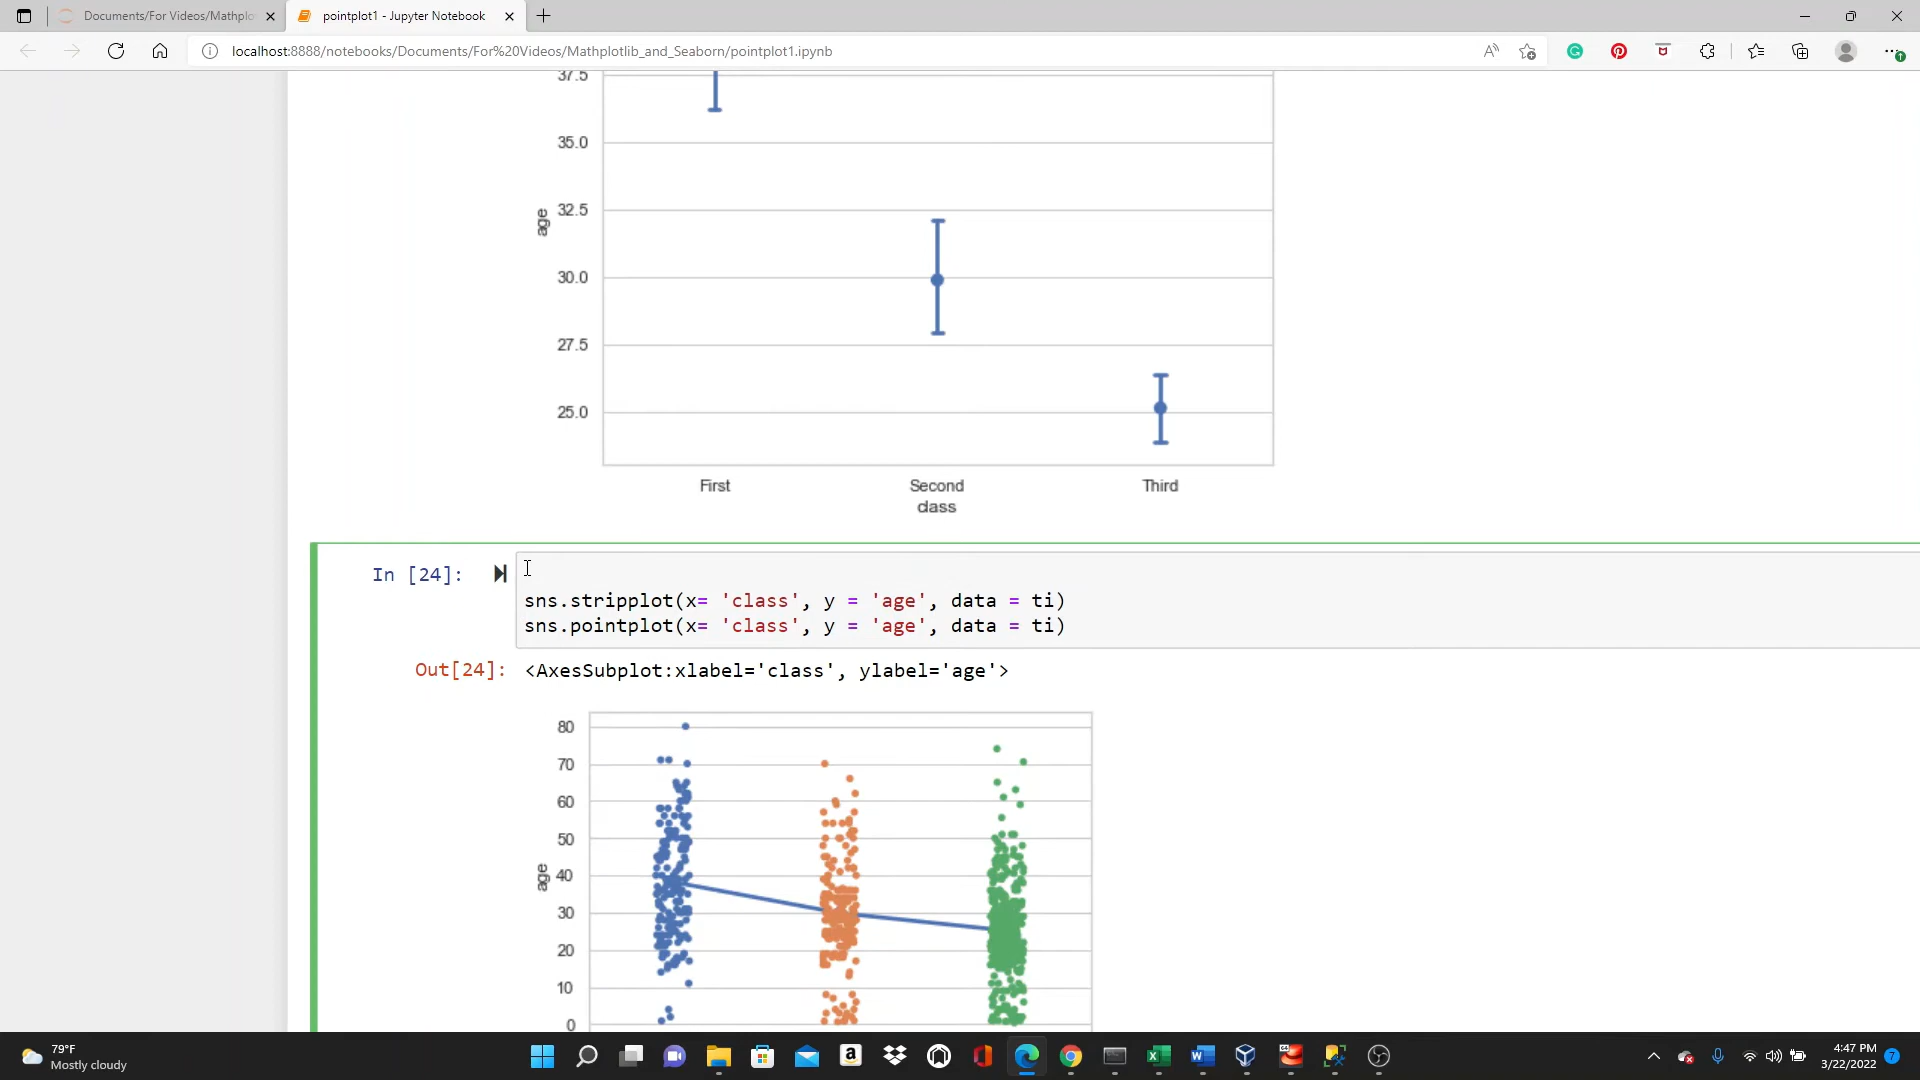 Documents/For Videos/Mathplo
pointplot1 - Jupyter Notebook
localhost:8888/notebooks/Documents/For%20Videos/Mathplotlib_and_Seaborn/pointplot1.ipynb
37.5
35.0
32.5
30.0
27.5
25.0
age
First
Second
Third
class
In [24]:
sns.stripplot(x= 'class', y = 'age', data = ti)
sns.pointplot(x= 'class', y = 'age', data = ti)
Out[24]: <AxesSubplot:xlabel='class', ylabel='age'>
80
70
60
50
40
30
20
10
0
age
79°F
Mostly cloudy
4:47 PM
3/22/2022
7